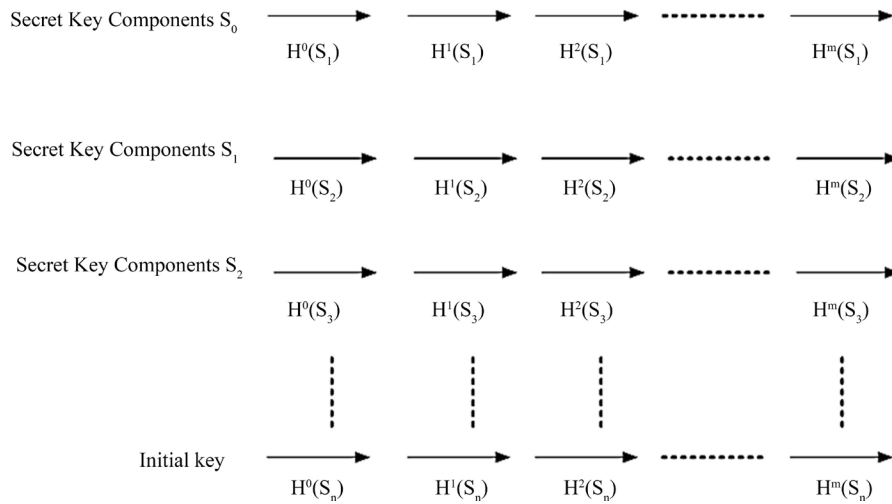 Secret Key Components S₀
H⁰(S₁) H¹(S₁) H²(S₁) Hᵐ(S₁)
Secret Key Components S₁
H⁰(S₂) H¹(S₂) H²(S₂) Hᵐ(S₂)
Secret Key Components S₂
H⁰(S₃) H¹(S₃) H²(S₃) Hᵐ(S₃)
Initial key
H⁰(Sₙ) H¹(Sₙ) H²(Sₙ) Hᵐ(Sₙ)